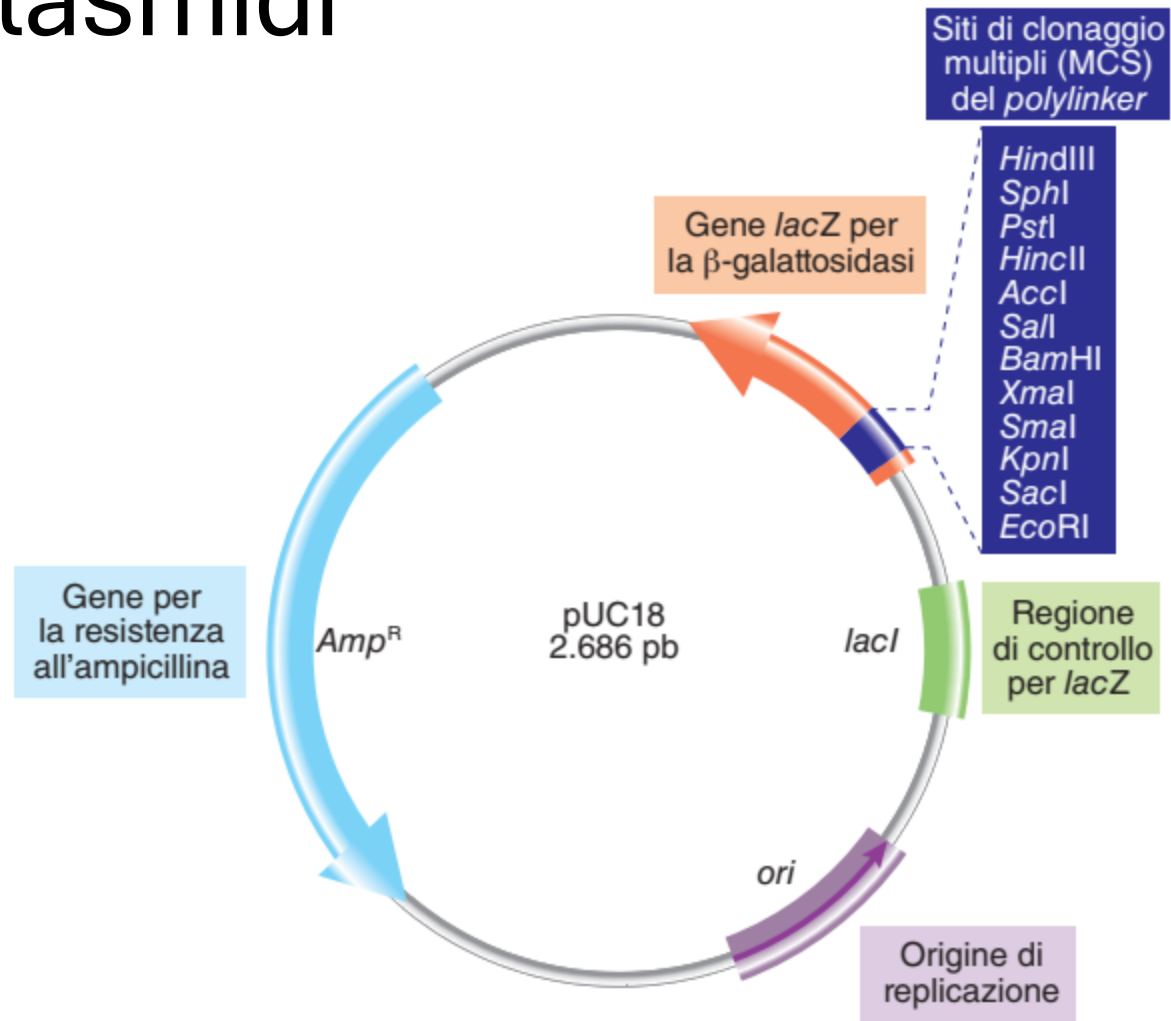 Siti di clonaggio
multipli (MCS)
del polylinker
HindIII
SphI
PstI
HincII
AccI
SalI
BamHI
XmaI
SmaI
KpnI
SacI
EcoRI
Gene lacZ per
la β-galattosidasi
Gene per
la resistenza
all'ampicillina
Ampᴿ
pUC18
2.686 pb
lacI
Regione
di controllo
per lacZ
ori
Origine di
replicazione